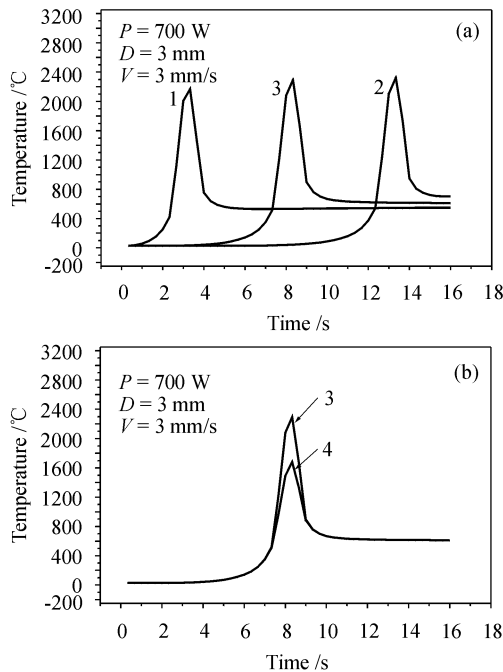 3200
2800
2400
2000
1600
1200
800
400
0
-200
Temperature /℃
P = 700 W
D = 3 mm
V = 3 mm/s
(a)
1
3
2
0 2 4 6 8 10 12 14 16 18
Time /s
3200
2800
2400
2000
1600
1200
800
400
0
-200
Temperature /℃
P = 700 W
D = 3 mm
V = 3 mm/s
(b)
3
4
0 2 4 6 8 10 12 14 16 18
Time /s